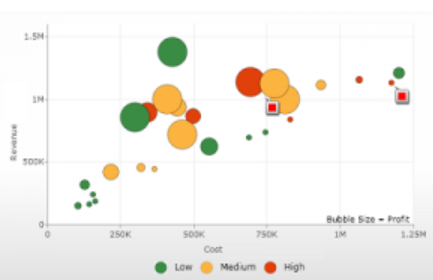 1.5M
1M
500K
0
Revenue
0
250K
500K
750K
1M
1.25M
Cost
Bubble Size = Profit
Low
Medium
High